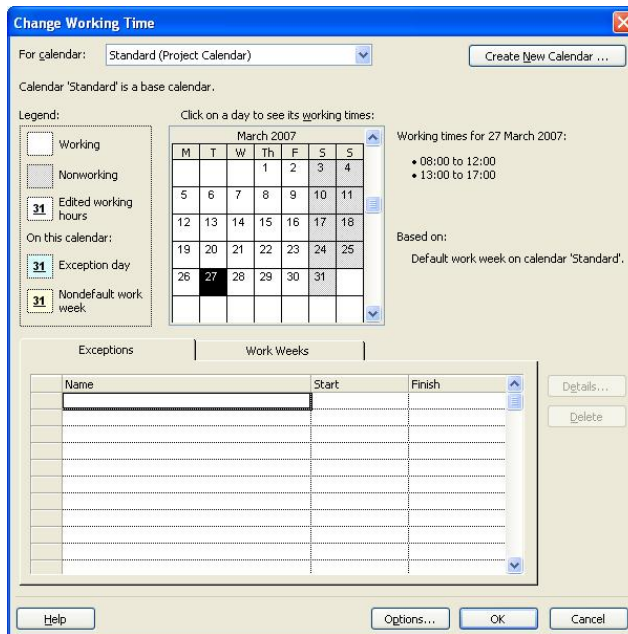 Change Working Time
For calendar: Standard (Project Calendar) Create New Calendar ...
Calendar 'Standard' is a base calendar.
Legend:
Working
Nonworking
31 Edited working
hours
On this calendar:
31 Exception day
31 Nondefault work
week
Click on a day to see its working times:
March 2007
M T W Th F S S
1 2 3 4
5 6 7 8 9 10 11
12 13 14 15 16 17 18
19 20 21 22 23 24 25
26 27 28 29 30 31
Working times for 27 March 2007:
• 08:00 to 12:00
• 13:00 to 17:00
Based on:
Default work week on calendar 'Standard'.
Exceptions Work Weeks
Name Start Finish
Details...
Delete
Help Options... OK Cancel